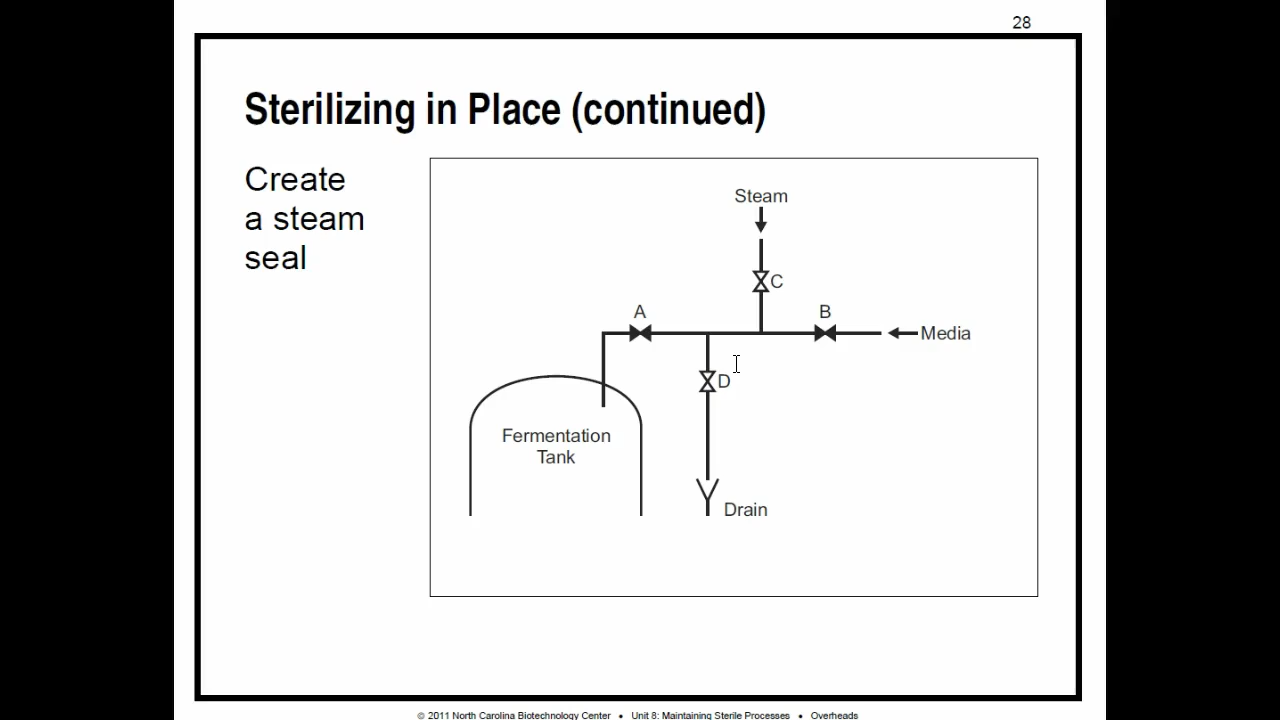 28
Sterilizing in Place (continued)
Create
a steam
seal
Steam
C
A
B
Media
D
Fermentation
Tank
Drain
© 2011 North Carolina Biotechnology Center • Unit 8: Maintaining Sterile Processes • Overheads